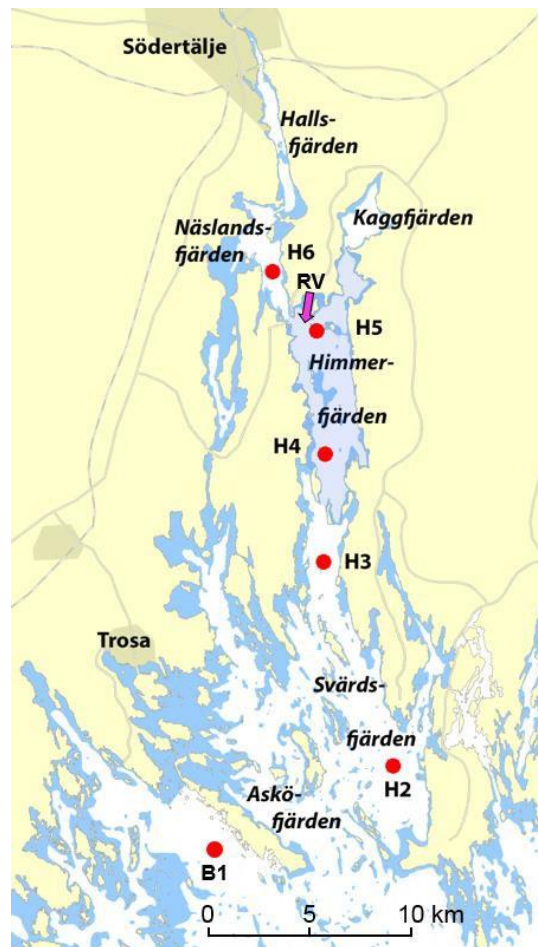 Södertälje
Halls-
fjärden
Kaggfjärden
Näslands-
fjärden
H6
RV
H5
Himmer-
fjärden
H4
H3
Trosa
Svärds-
fjärden
H2
Askö-
fjärden
B1
0 5 10 km